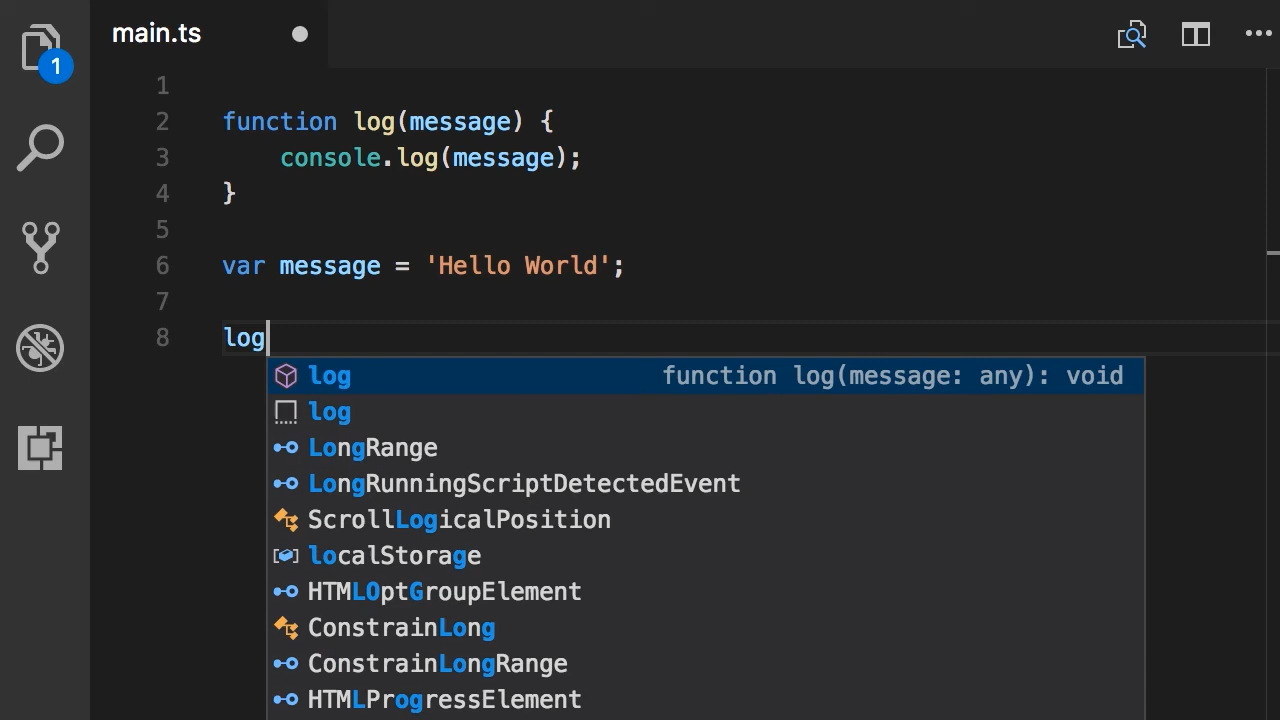 main.ts
1
1
2 function log(message) {
3 console.log(message);
4 }
5
6 var message = 'Hello World';
7
8 log
log function log(message: any): void
log
LongRange
LongRunningScriptDetectedEvent
ScrollLogicalPosition
localStorage
HTMLOptGroupElement
ConstrainLong
ConstrainLongRange
HTMLProgressElement